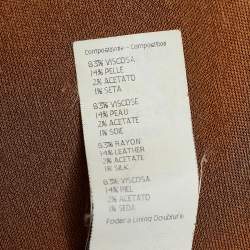 Composizione - Composition
83% VISCOSA
14% PELLE
2% ACETATO
1% SETA
83% VISCOSE
14% PEAU
2% ACETATE
1% SOIE
83% RAYON
14% LEATHER
2% ACETATE
1% SILK
83% VISCOSA
14% PIEL
2% ACETATO
1% SEDA
Fodera Lining Doublure